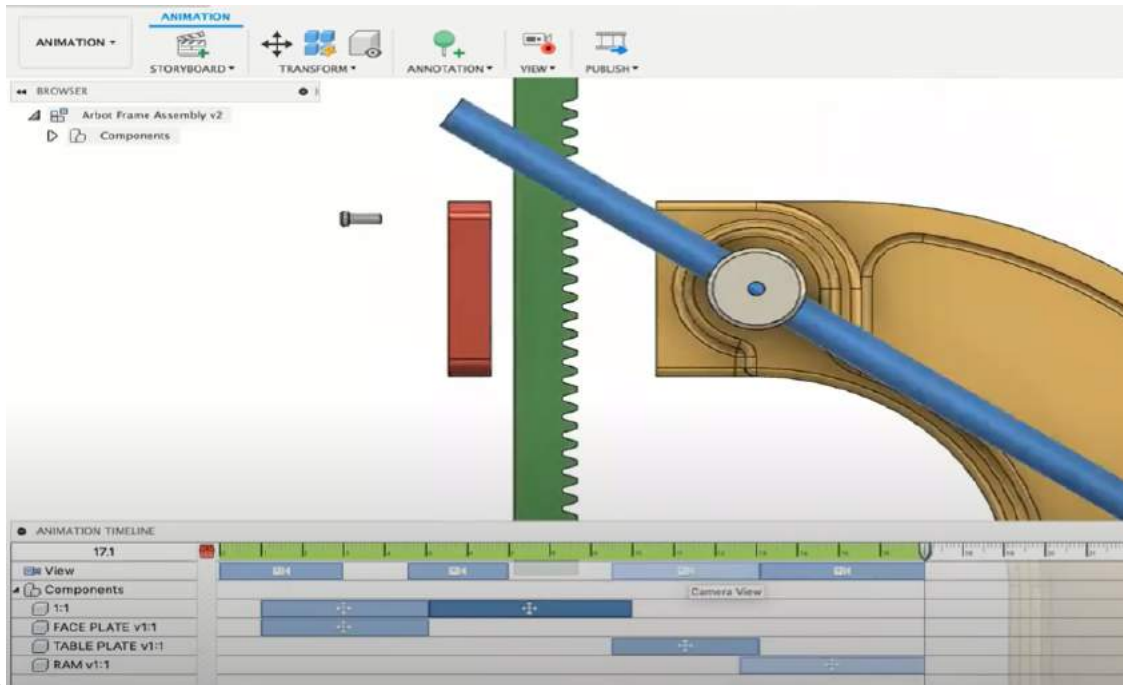 ANIMATION
ANIMATION
STORYBOARD TRANSFORM ANNOTATION VIEW PUBLISH
BROWSER
Arbot Frame Assembly v2
Components
ANIMATION TIMELINE
17.1
View
Camera View
Components
1:1
FACE PLATE v1:1
TABLE PLATE v1:1
RAM v1:1